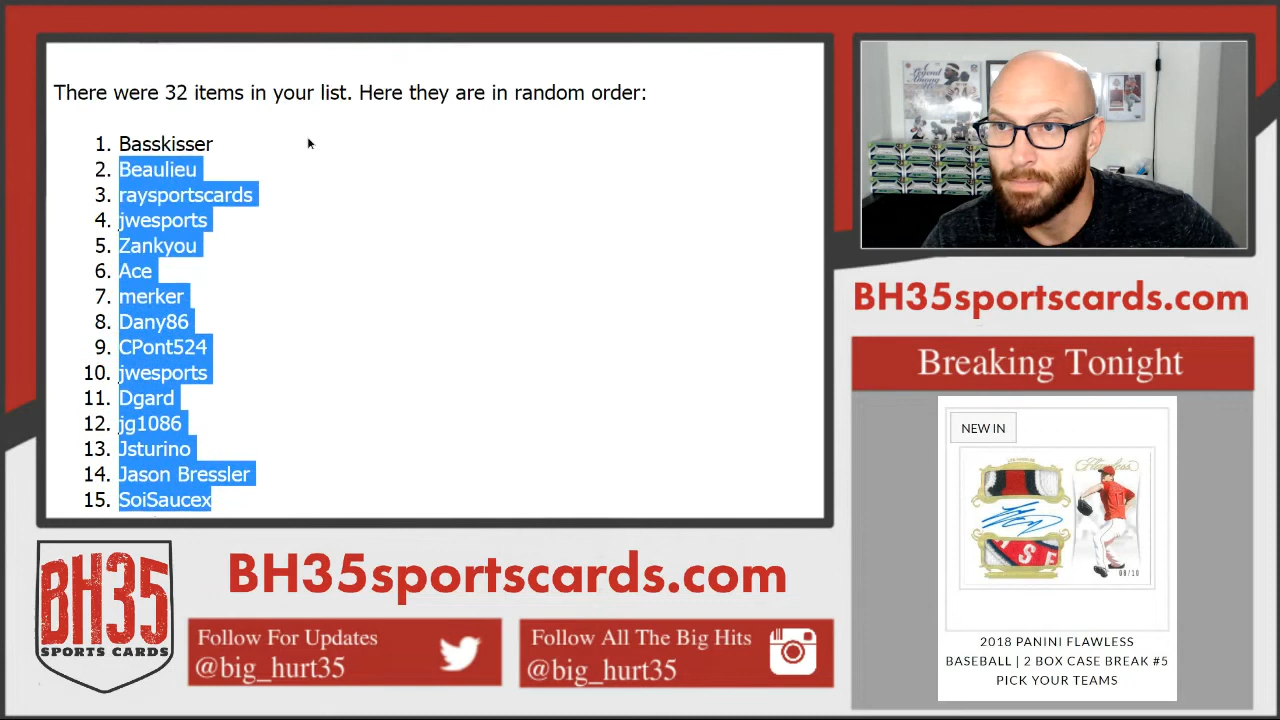 There were 32 items in your list. Here they are in random order:
1. Basskisser
2. Beaulieu
3. raysportscards
4. jwesports
5. Zankyou
6. Ace
7. merker
8. Dany86
9. CPont524
10. jwesports
11. Dgard
12. jg1086
13. Jsturino
14. Jason Bressler
15. SoiSaucex
BH35sportscards.com
Breaking Tonight
NEW IN
Flawless
08/10
2018 PANINI FLAWLESS
BASEBALL | 2 BOX CASE BREAK #5
PICK YOUR TEAMS
BH35
SPORTS CARDS
BH35sportscards.com
Follow For Updates
@big_hurt35
Follow All The Big Hits
@big_hurt35